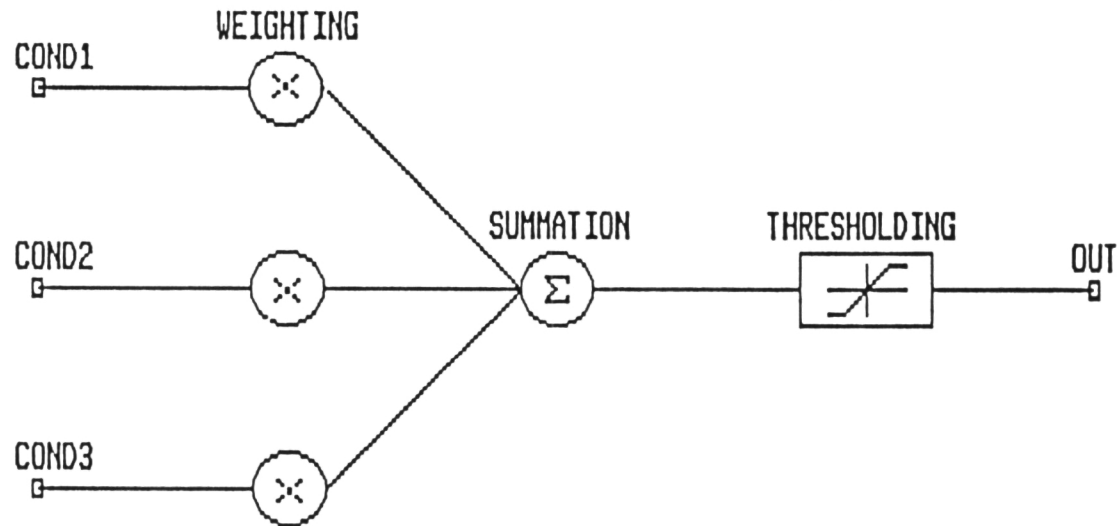 WEIGHTING
COND1
SUMMATION
THRESHOLDING
COND2
OUT
Σ
COND3